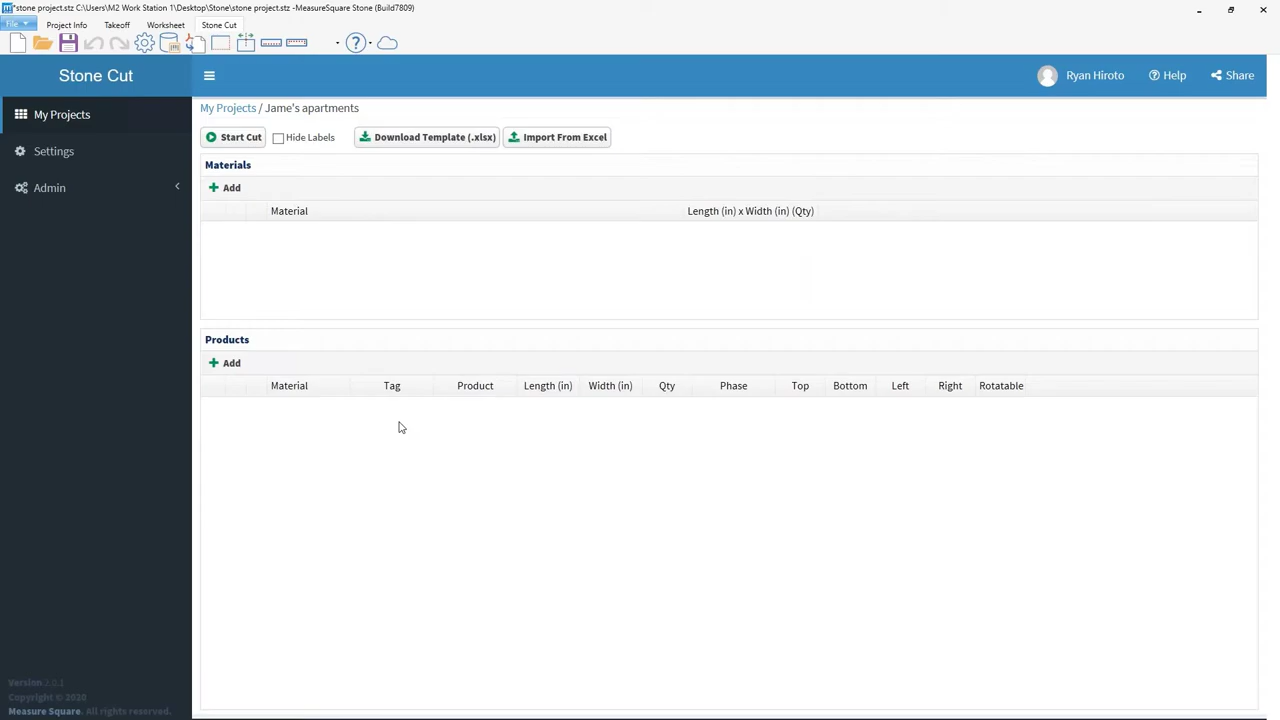 *stone project.stz C:\Users\M2 Work Station 1\Desktop\Stone\stone project.stz -MeasureSquare Stone (Build7809)
File Project Info Takeoff Worksheet Stone Cut
Stone Cut Ryan Hiroto Help Share
My Projects
Settings
Admin
My Projects / Jame's apartments
Start Cut Hide Labels Download Template (.xlsx) Import From Excel
Materials
Add
Material Length (in) x Width (in) (Qty)
Products
Add
Material Tag Product Length (in) Width (in) Qty Phase Top Bottom Left Right Rotatable
Copyright © 2020
Measure Square. All rights reserved.